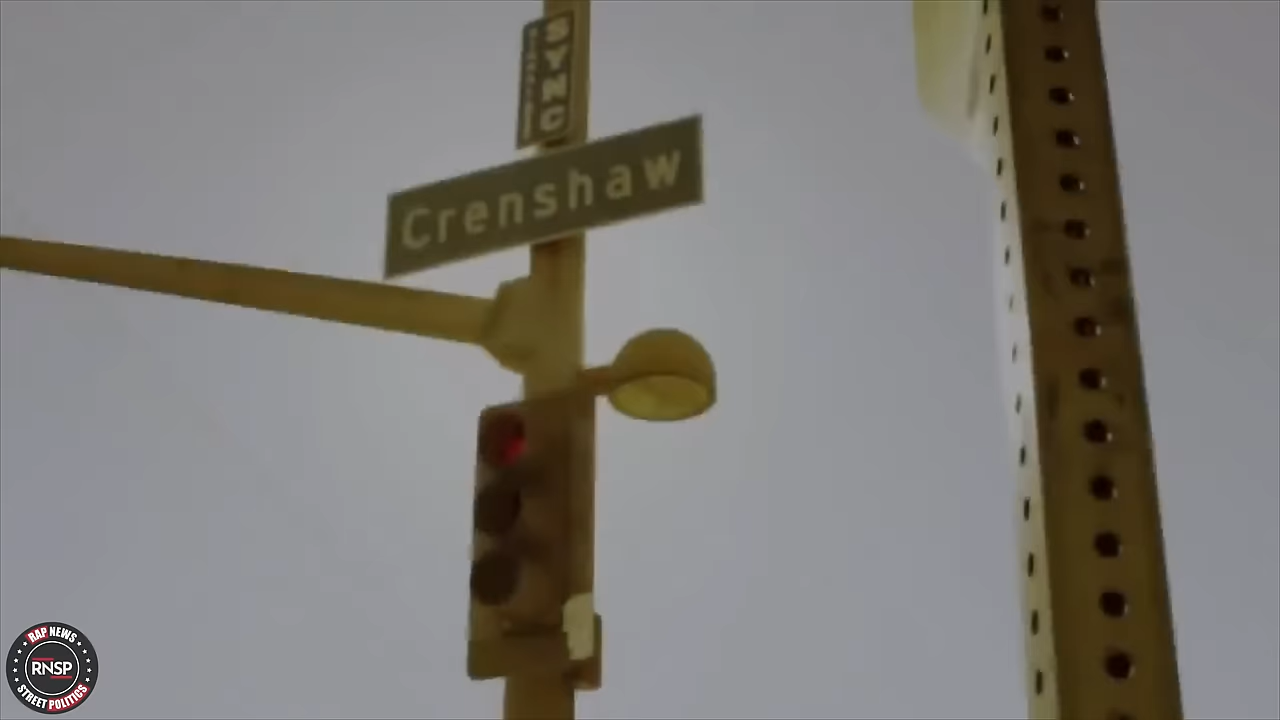 SYNC
Crenshaw
RAP NEWS
RNSP
STREET POLITICS